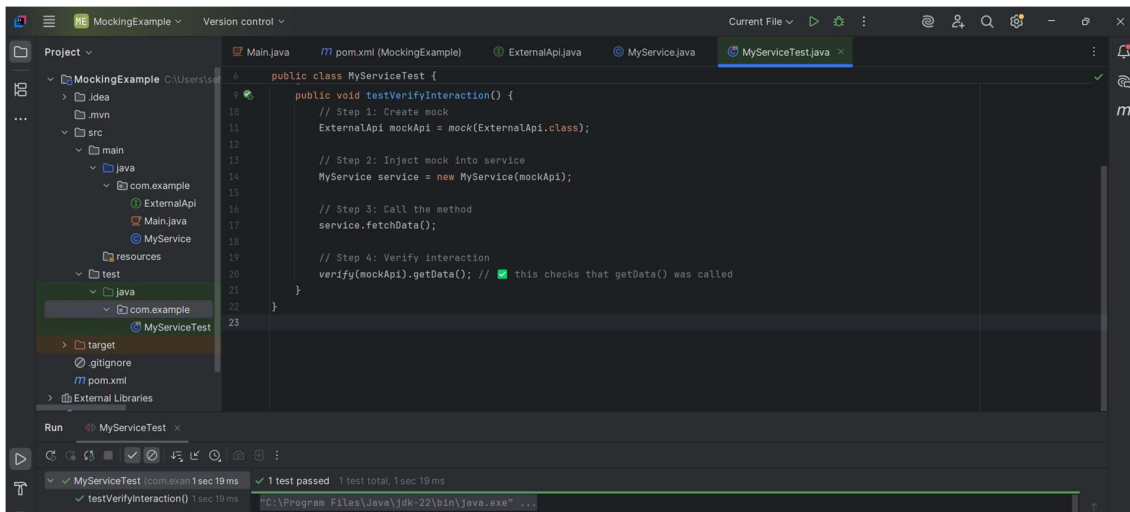 ME MockingExample Version control Current File
Project
Main.java
m pom.xml (MockingExample)
ExternalApi.java
MyService.java
MyServiceTest.java
MockingExample C:\Users\se
.idea
.mvn
src
main
java
com.example
ExternalApi
Main.java
MyService
resources
test
java
com.example
MyServiceTest
target
.gitignore
m pom.xml
External Libraries
6 public class MyServiceTest {
9 public void testVerifyInteraction() {
10 // Step 1: Create mock
11 ExternalApi mockApi = mock(ExternalApi.class);
12
13 // Step 2: Inject mock into service
14 MyService service = new MyService(mockApi);
15
16 // Step 3: Call the method
17 service.fetchData();
18
19 // Step 4: Verify interaction
20 verify(mockApi).getData(); // ✅ this checks that getData() was called
21 }
22 }
23
m
Run MyServiceTest
MyServiceTest (com.exan 1 sec 19 ms
testVerifyInteraction() 1 sec 19 ms
1 test passed 1 test total, 1 sec 19 ms
"C:\Program Files\Java\jdk-22\bin\java.exe" ...